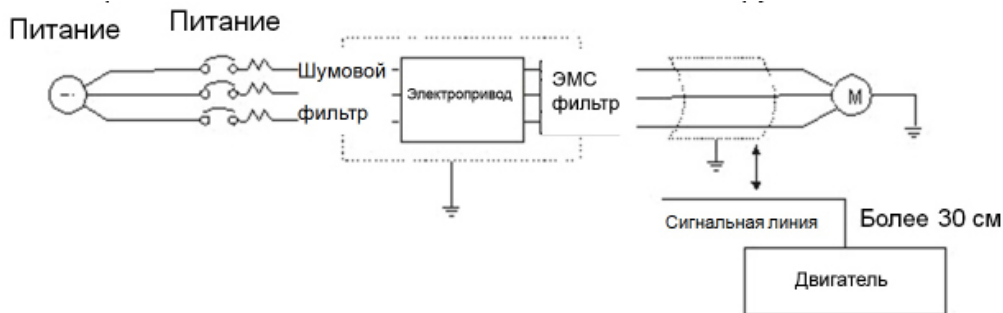 Питание
Питание
Шумовой
фильтр
Электропривод
ЭМС
фильтр
M
Сигнальная линия
Более 30 см
Двигатель